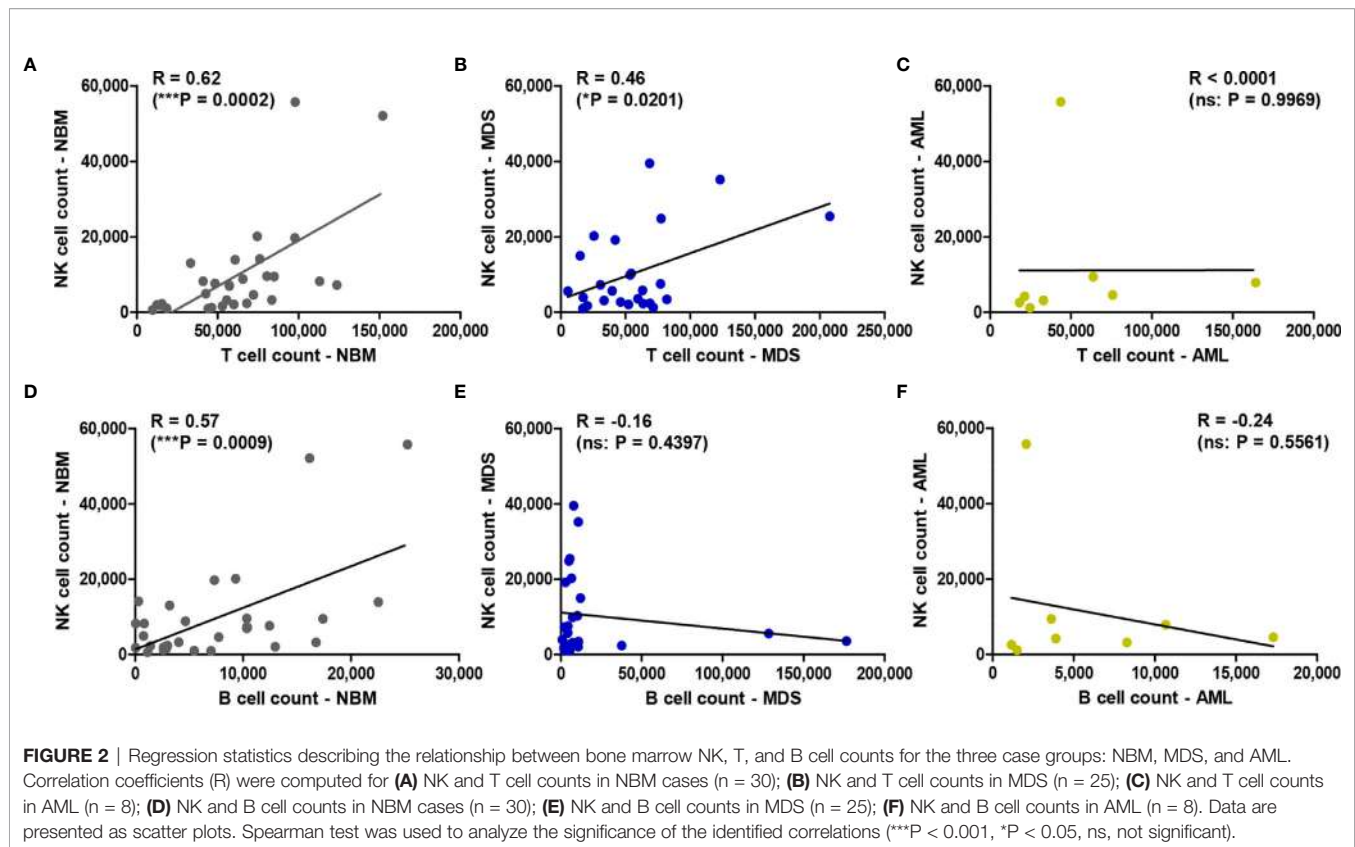 A
R = 0.62
(***P = 0.0002)
NK cell count - NBM
60,000
40,000
20,000
0
0
50,000
100,000
150,000
200,000
T cell count - NBM
B
R = 0.46
(*P = 0.0201)
NK cell count - MDS
60,000
40,000
20,000
0
0
50,000
100,000
150,000
200,000
250,000
T cell count - MDS
C
R < 0.0001
(ns: P = 0.9969)
NK cell count - AML
60,000
40,000
20,000
0
0
50,000
100,000
150,000
200,000
T cell count - AML
D
R = 0.57
(***P = 0.0009)
NK cell count - NBM
60,000
40,000
20,000
0
0
10,000
20,000
30,000
B cell count - NBM
E
R = -0.16
(ns: P = 0.4397)
NK cell count - MDS
60,000
40,000
20,000
0
0
50,000
100,000
150,000
200,000
B cell count - MDS
F
R = -0.24
(ns: P = 0.5561)
NK cell count - AML
60,000
40,000
20,000
0
0
5,000
10,000
15,000
20,000
B cell count - AML
FIGURE 2 | Regression statistics describing the relationship between bone marrow NK, T, and B cell counts for the three case groups: NBM, MDS, and AML.
Correlation coefficients (R) were computed for (A) NK and T cell counts in NBM cases (n = 30); (B) NK and T cell counts in MDS (n = 25); (C) NK and T cell counts
in AML (n = 8); (D) NK and B cell counts in NBM cases (n = 30); (E) NK and B cell counts in MDS (n = 25); (F) NK and B cell counts in AML (n = 8). Data are
presented as scatter plots. Spearman test was used to analyze the significance of the identified correlations (***P < 0.001, *P < 0.05, ns, not significant).